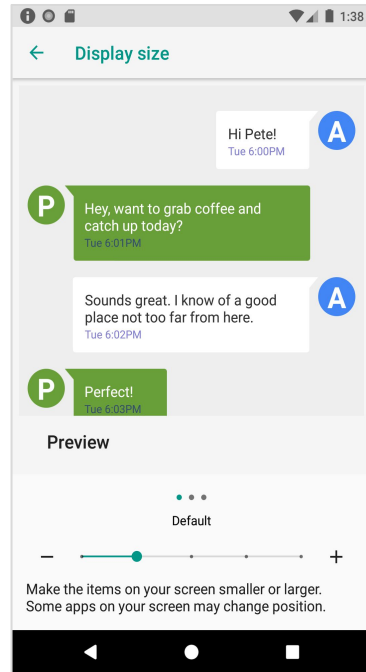 1:38
Display size
Hi Pete!
Tue 6:00PM
A
P
Hey, want to grab coffee and
catch up today?
Tue 6:01PM
Sounds great. I know of a good
place not too far from here.
Tue 6:02PM
A
P
Perfect!
Tue 6:03PM
Preview
Default
Make the items on your screen smaller or larger.
Some apps on your screen may change position.